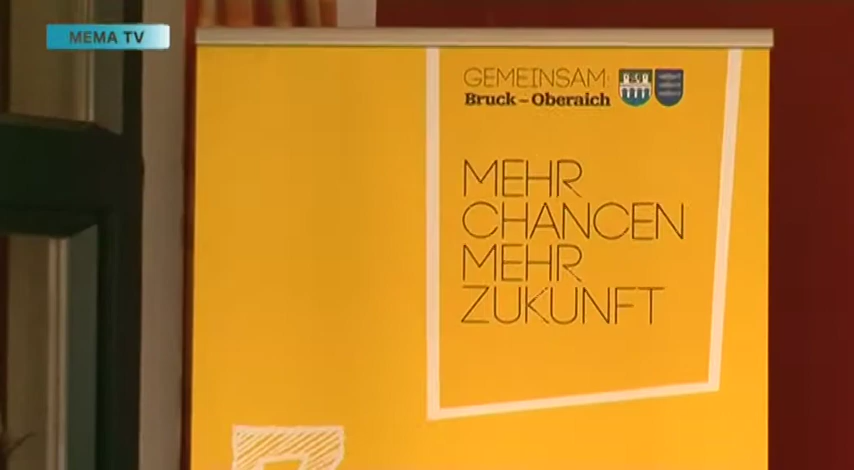 MEMA TV
GEMEINSAM:
Bruck – Oberaich
MEHR
CHANCEN
MEHR
ZUKUNFT